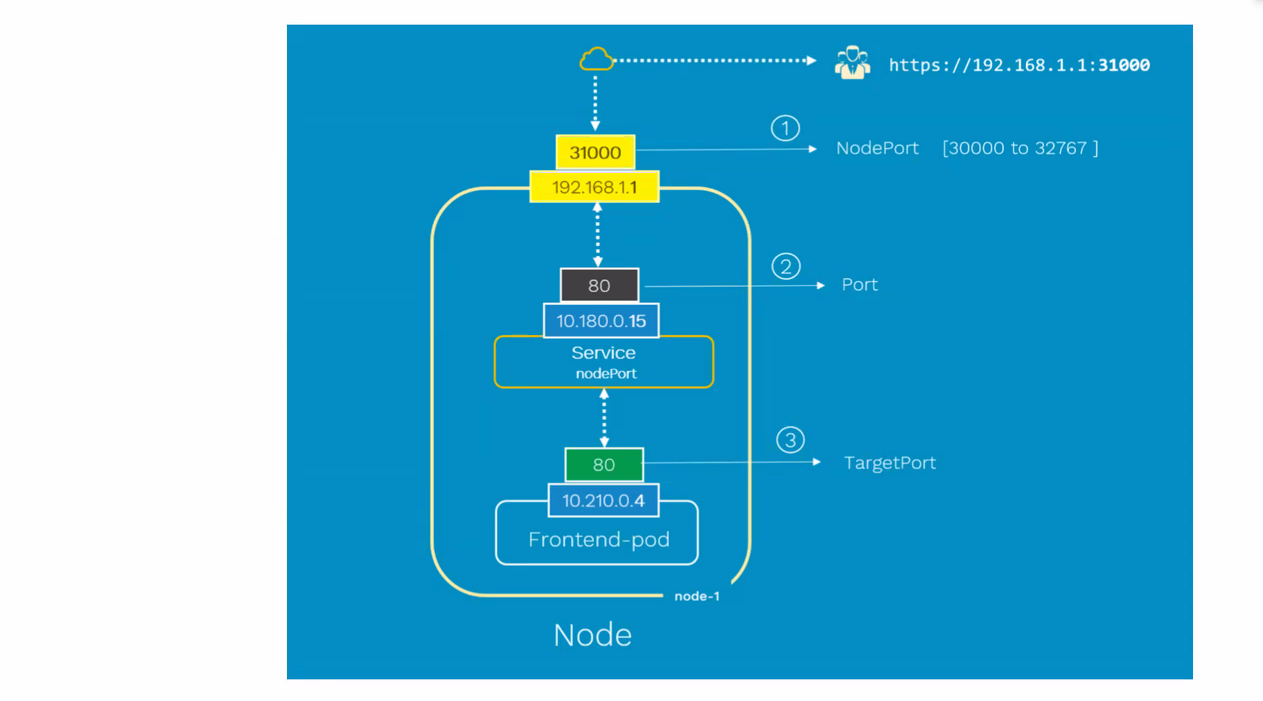 https://192.168.1.1:31000
1
31000
NodePort [30000 to 32767 ]
192.168.1.1
2
80
Port
10.180.0.15
Service
nodePort
3
80
TargetPort
10.210.0.4
Frontend-pod
node-1
Node